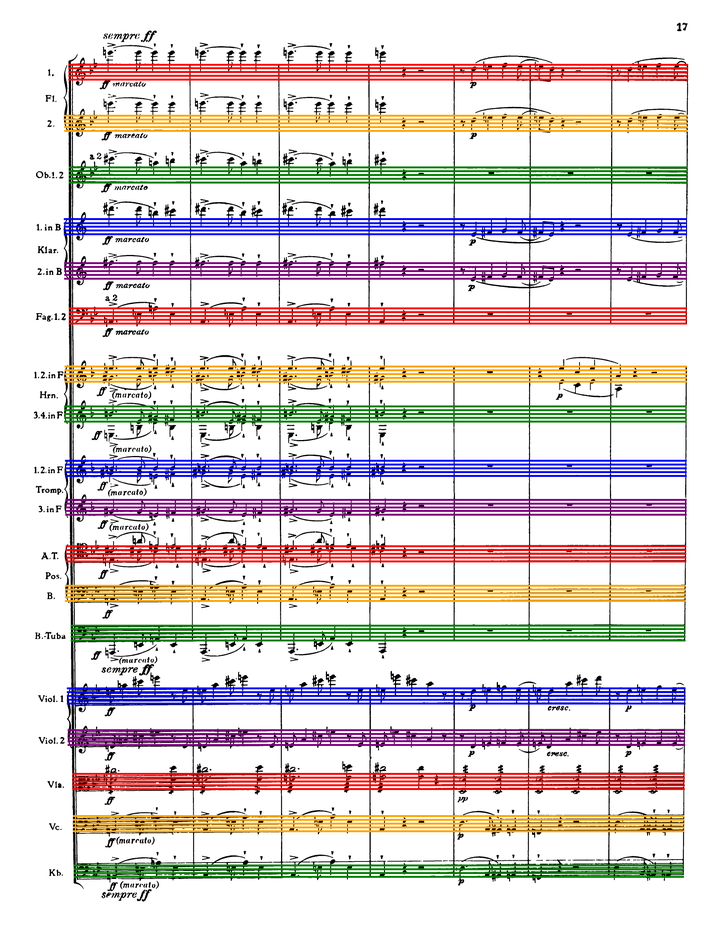 17
sempre ff
1.
ff marcato
p
Fl.
2.
ff marcato
p
a 2
Ob.1.2
ff marcato
1. in B
ff marcato
p
Klar.
2. in B
ff marcato
p
a 2
Fag.1.2
ff marcato
1.2. in F
ff (marcato)
p
Hrn.
3.4. in F
ff
(marcato)
1.2. in F
ff (marcato)
Tromp.
3. in F
ff (marcato)
A.T.
ff
Pos.
B.
ff
B.-Tuba
ff (marcato)
sempre ff
Viol. 1
ff
p
cresc.
p
Viol. 2
ff
p
cresc.
p
Vla.
ff
pp
Vc.
ff (marcato)
p
Kb.
ff (marcato)
p
sempre ff